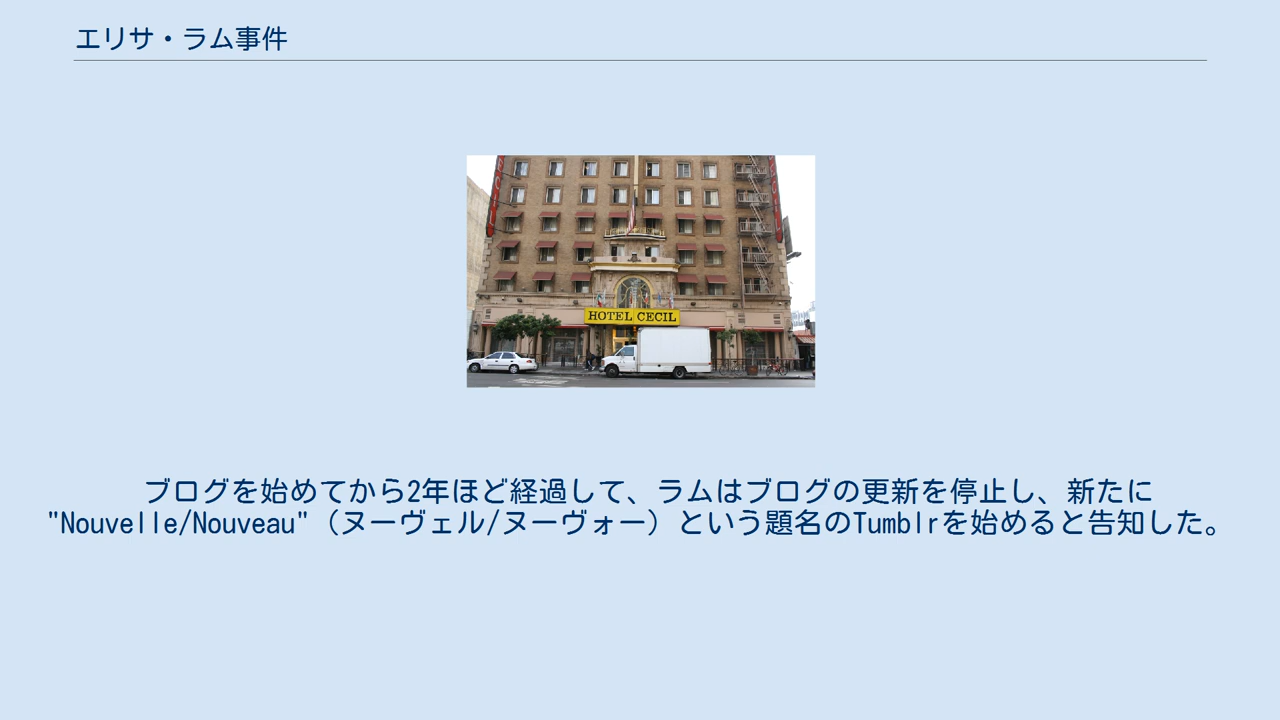 エリサ・ラム事件
HOTEL CECIL
ブログを始めてから2年ほど経過して、ラムはブログの更新を停止し、新たに
"Nouvelle/Nouveau"（ヌーヴェル/ヌーヴォー）という題名のTumblrを始めると告知した。